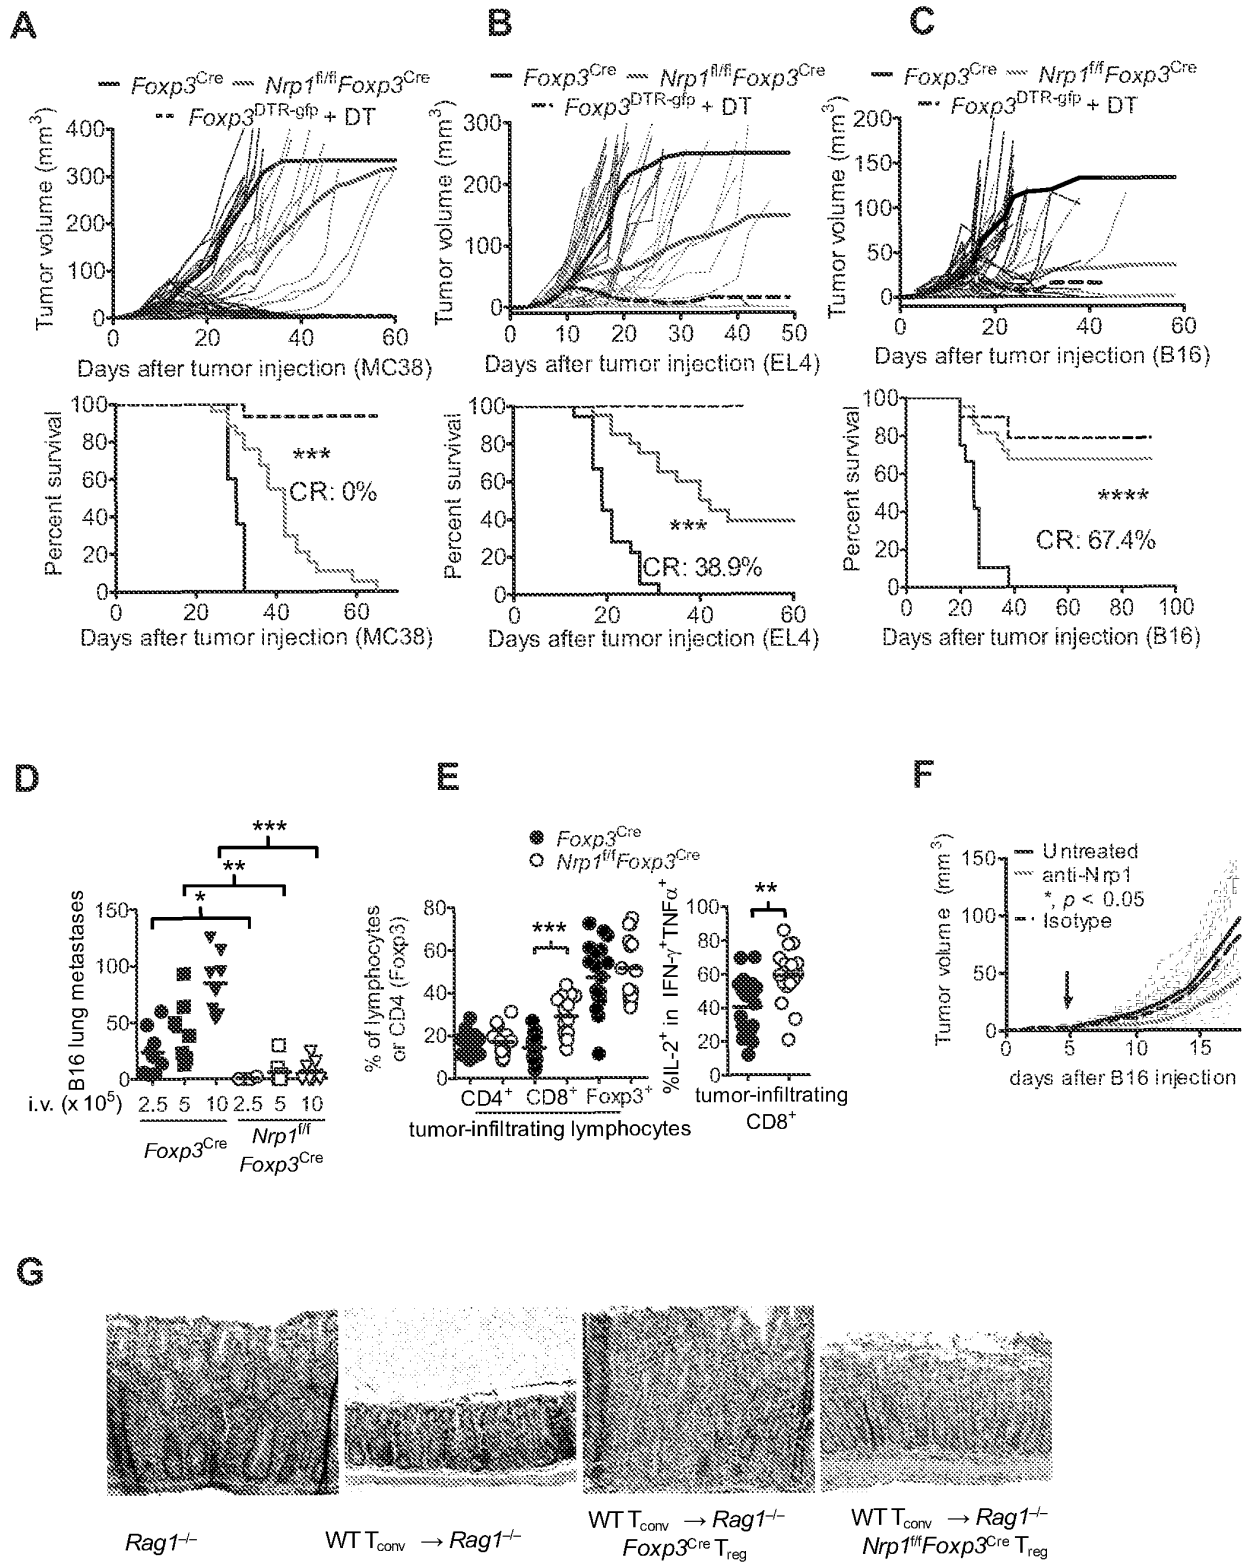 A
Foxp3Cre Nrp1fl/flFoxp3Cre
Foxp3DTR-gfp + DT
Tumor volume (mm3)
400
300
200
100
0
0 20 40 60
Days after tumor injection (MC38)
Percent survival
100
80
60
40
20
0
***
CR: 0%
0 20 40 60
Days after tumor injection (MC38)
B
Foxp3Cre Nrp1fl/flFoxp3Cre
Foxp3DTR-gfp + DT
Tumor volume (mm3)
300
200
100
0
0 10 20 30 40 50
Days after tumor injection (EL4)
Percent survival
100
80
60
40
20
0
***
CR: 38.9%
0 20 40 60
Days after tumor injection (EL4)
C
Foxp3Cre Nrp1f/fFoxp3Cre
Foxp3DTR-gfp + DT
Tumor volume (mm3)
200
150
100
50
0
0 20 40 60
Days after tumor injection (B16)
Percent survival
100
80
60
40
20
0
****
CR: 67.4%
0 20 40 60 80 100
Days after tumor injection (B16)
D
***
**
*
B16 lung metastases
150
100
50
0
i.v. (x 105) 2.5 5 10 2.5 5 10
Foxp3Cre
Nrp1f/f
Foxp3Cre
E
Foxp3Cre
Nrp1f/fFoxp3Cre
% of lymphocytes
or CD4 (Foxp3)
80
60
40
20
0
***
CD4+ CD8+ Foxp3+
tumor-infiltrating lymphocytes
%IL-2+ in IFN-γ+TNFα+
100
80
60
40
20
0
**
tumor-infiltrating
CD8+
F
Untreated
anti-Nrp1
*, p < 0.05
Isotype
Tumor volume (mm3)
150
100
50
0
0 5 10 15
days after B16 injection
G
Rag1–/–
WT Tconv → Rag1–/–
WT Tconv → Rag1–/–
Foxp3Cre Treg
WT Tconv → Rag1–/–
Nrp1f/fFoxp3Cre Treg